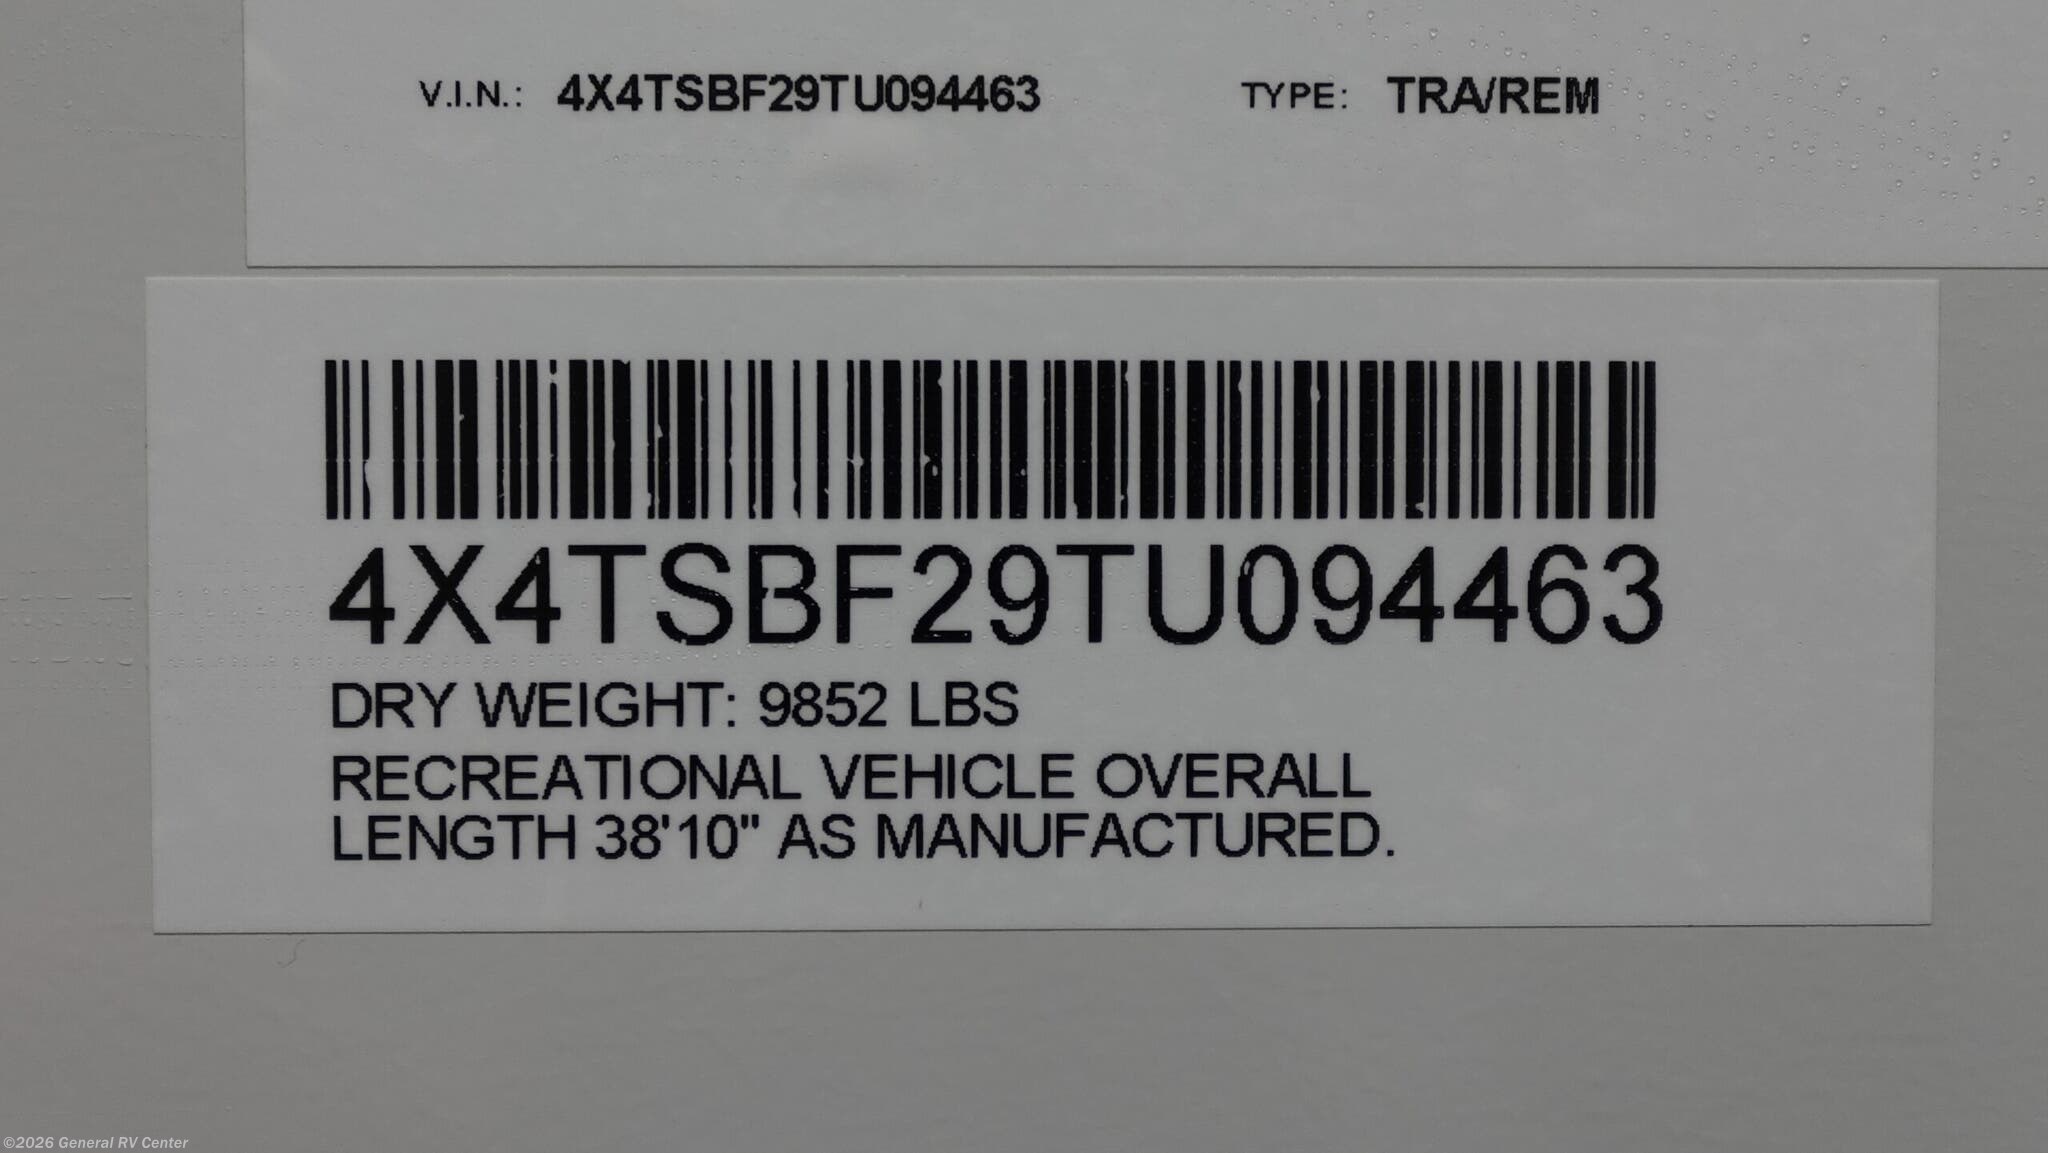 V.I.N.: 4X4TSBF29TU094463 TYPE: TRA/REM
4X4TSBF29TU094463
DRY WEIGHT: 9852 LBS
RECREATIONAL VEHICLE OVERALL
LENGTH 38'10" AS MANUFACTURED.
©2026 General RV Center